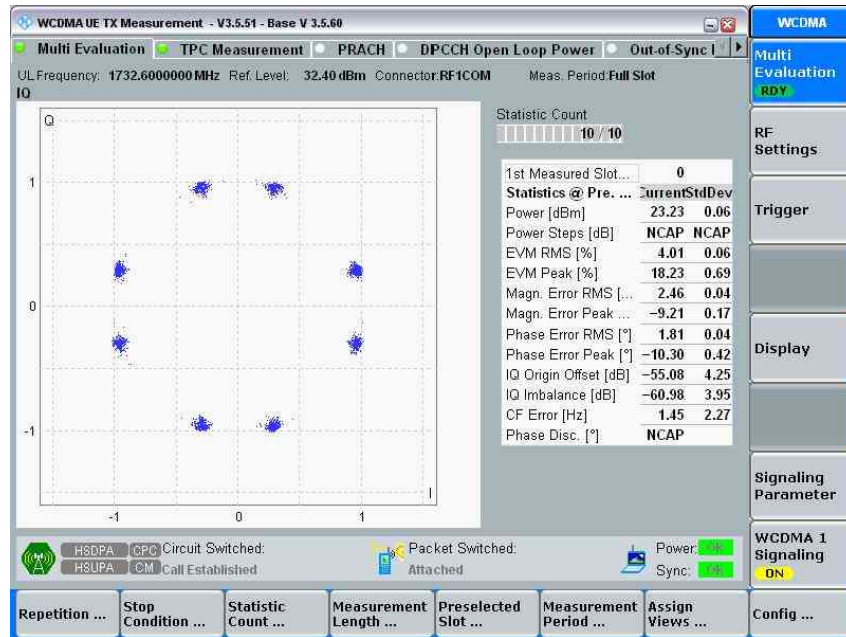 WCDMA UE TX Measurement - V3.5.51 - Base V 3.5.60
WCDMA
Multi Evaluation TPC Measurement PRACH DPCCH Open Loop Power Out-of-Sync
UL Frequency: 1732.6000000 MHz Ref. Level: 32.40 dBm Connector: RF1COM Meas. Period: Full Slot
IQ
Multi Evaluation
RDY
Q
1
0
-1
-1 0 1
I
Statistic Count
10 / 10
1st Measured Slot... 0
Statistics @ Pre. ... Current StdDev
Power [dBm] 23.23 0.06
Power Steps [dB] NCAP NCAP
EVM RMS [%] 4.01 0.06
EVM Peak [%] 18.23 0.69
Magn. Error RMS [... 2.46 0.04
Magn. Error Peak ... -9.21 0.17
Phase Error RMS [°] 1.81 0.04
Phase Error Peak [°] -10.30 0.42
IQ Origin Offset [dB] -55.08 4.25
IQ Imbalance [dB] -60.98 3.95
CF Error [Hz] 1.45 2.27
Phase Disc. [°] NCAP
RF Settings
Trigger
Display
Signaling Parameter
WCDMA 1 Signaling
ON
HSDPA CPC Circuit Switched: Packet Switched: Power: OK
HSUPA CM Call Established Attached Sync: OK
Repetition ...
Stop Condition ...
Statistic Count ...
Measurement Length ...
Preselected Slot ...
Measurement Period ...
Assign Views ...
Config ...